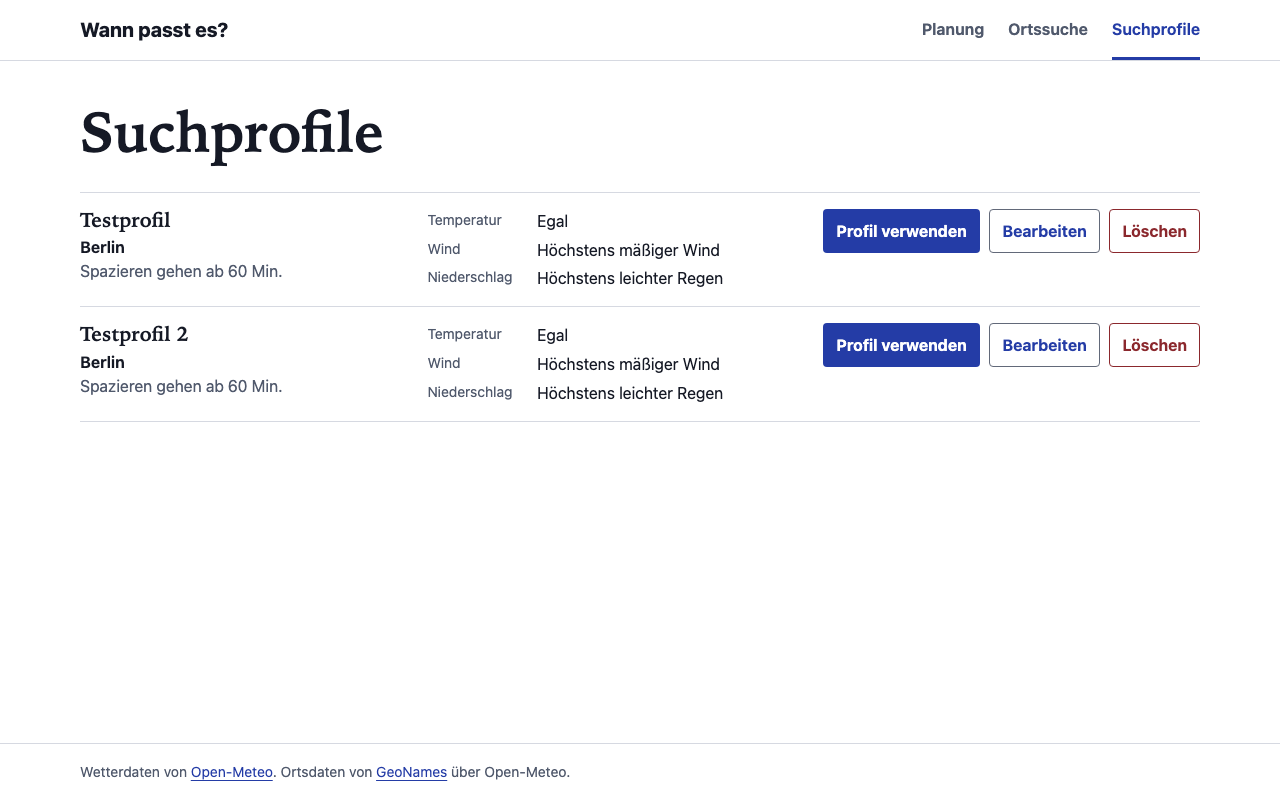 Wann passt es?
Planung Ortssuche Suchprofile
Suchprofile
Testprofil
Berlin
Spazieren gehen ab 60 Min.
Temperatur Egal
Wind Höchstens mäßiger Wind
Niederschlag Höchstens leichter Regen
Profil verwenden Bearbeiten Löschen
Testprofil 2
Berlin
Spazieren gehen ab 60 Min.
Temperatur Egal
Wind Höchstens mäßiger Wind
Niederschlag Höchstens leichter Regen
Profil verwenden Bearbeiten Löschen
Wetterdaten von Open-Meteo. Ortsdaten von GeoNames über Open-Meteo.